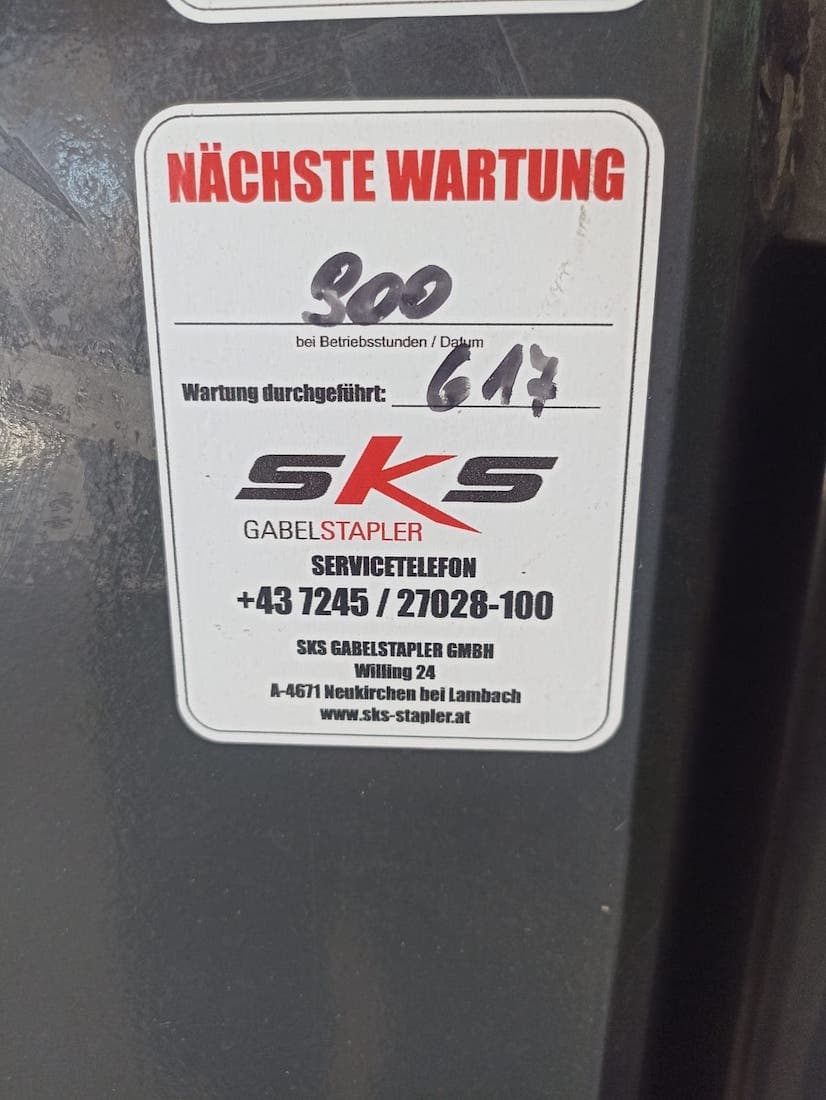 NÄCHSTE WARTUNG
900
bei Betriebsstunden / Datum
Wartung durchgeführt: 617
SKS
GABELSTAPLER
SERVICETELEFON
+43 7245 / 27028-100
SKS GABELSTAPLER GMBH
Willing 24
A-4671 Neukirchen bei Lambach
www.sks-stapler.at